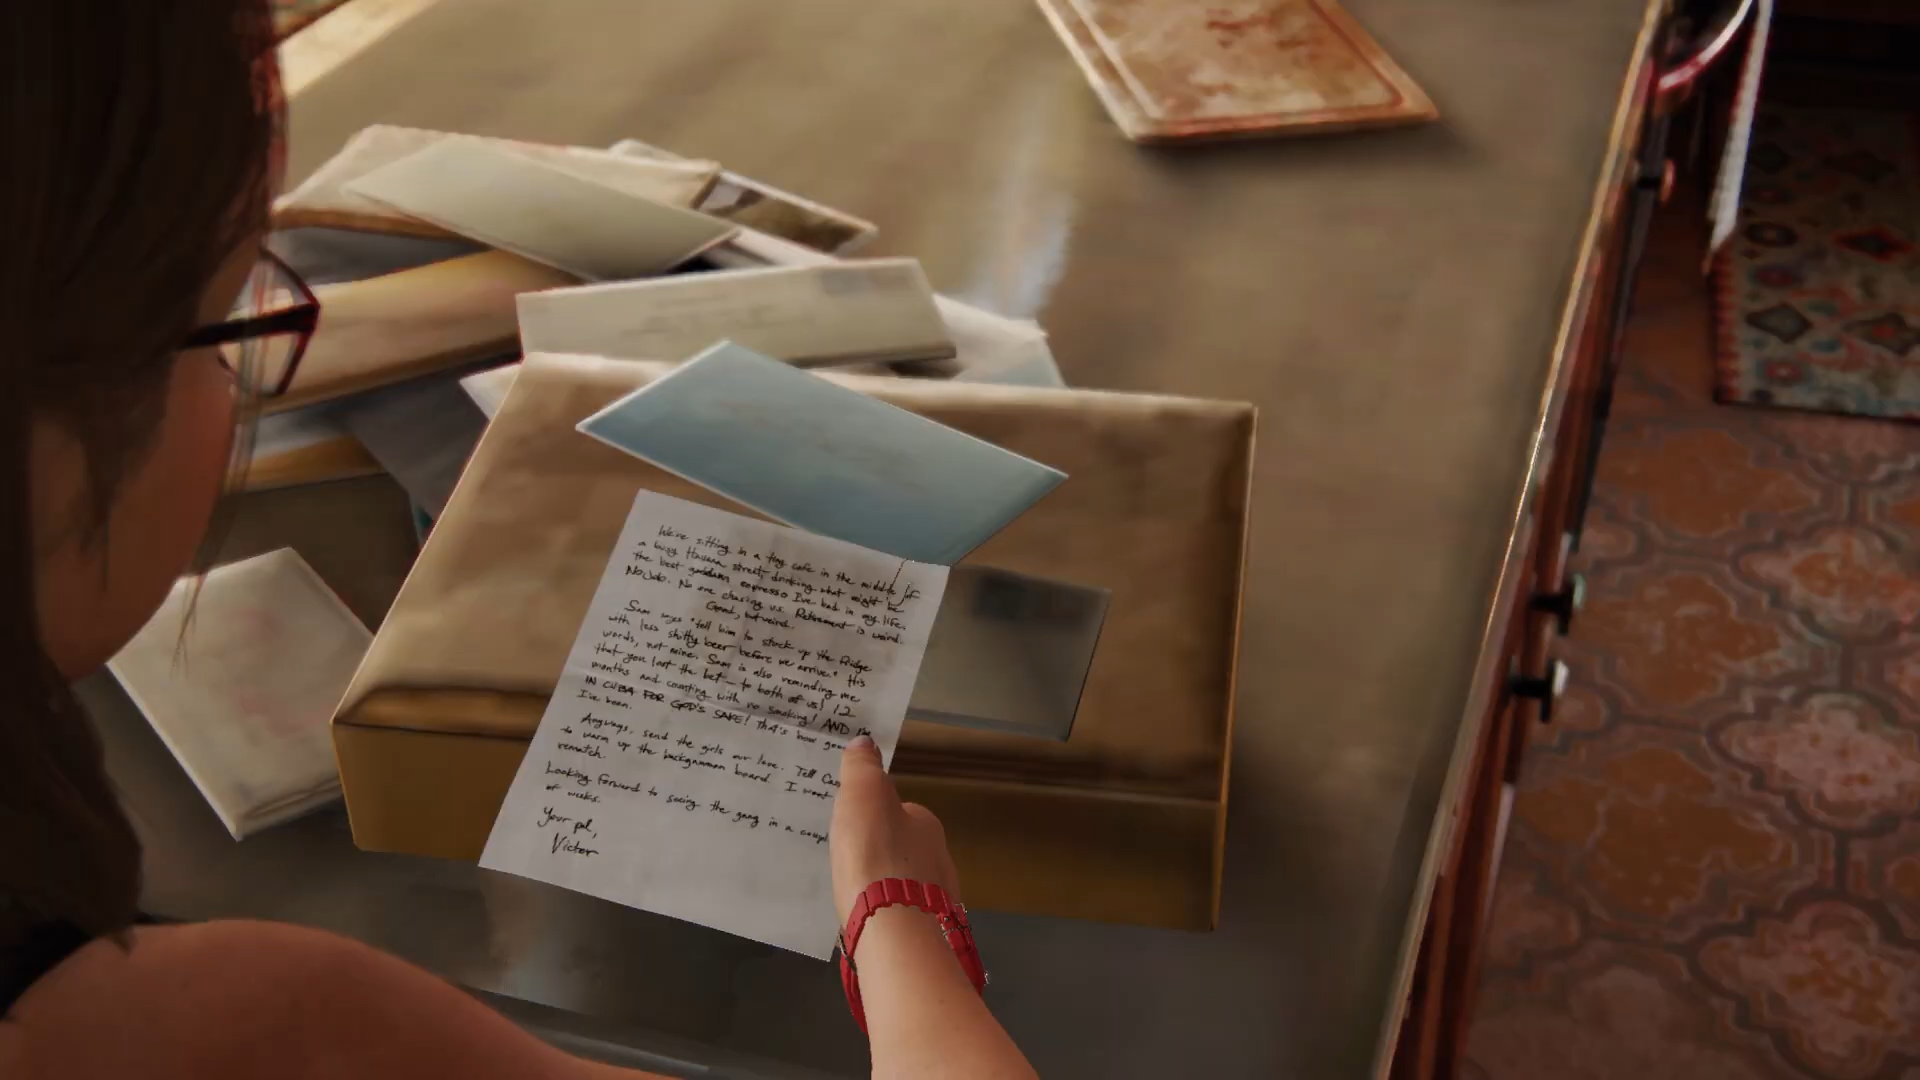 We're sitting in a tiny cafe in the middle of
a busy Havana street, drinking what might be
the best goddamn espresso I've had in my life.
No job. No one chasing us. Retirement is weird.
Good, but weird.
Sam says "tell him to stock up the fridge
with less shitty beer before we arrive." His
words, not mine. Sam is also reminding me
that you lost the bet — to both of us! 12
months and counting with no smoking! AND I'm
IN CUBA FOR GOD'S SAKE! That's how good
I've been.
Anyways, send the girls our love. Tell Cas
to warm up the backgammon board. I want
rematch.
Looking forward to seeing the gang in a coupl
of weeks.
Your pal,
Victor